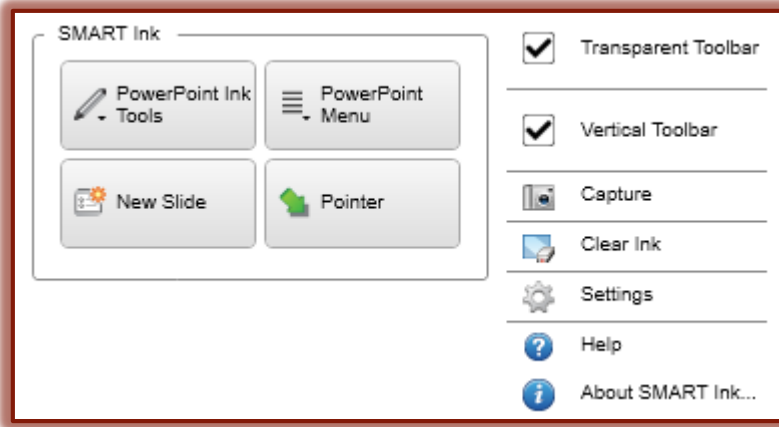 SMART Ink
PowerPoint Ink
Tools
PowerPoint
Menu
New Slide
Pointer
Transparent Toolbar
Vertical Toolbar
Capture
Clear Ink
Settings
Help
About SMART Ink...